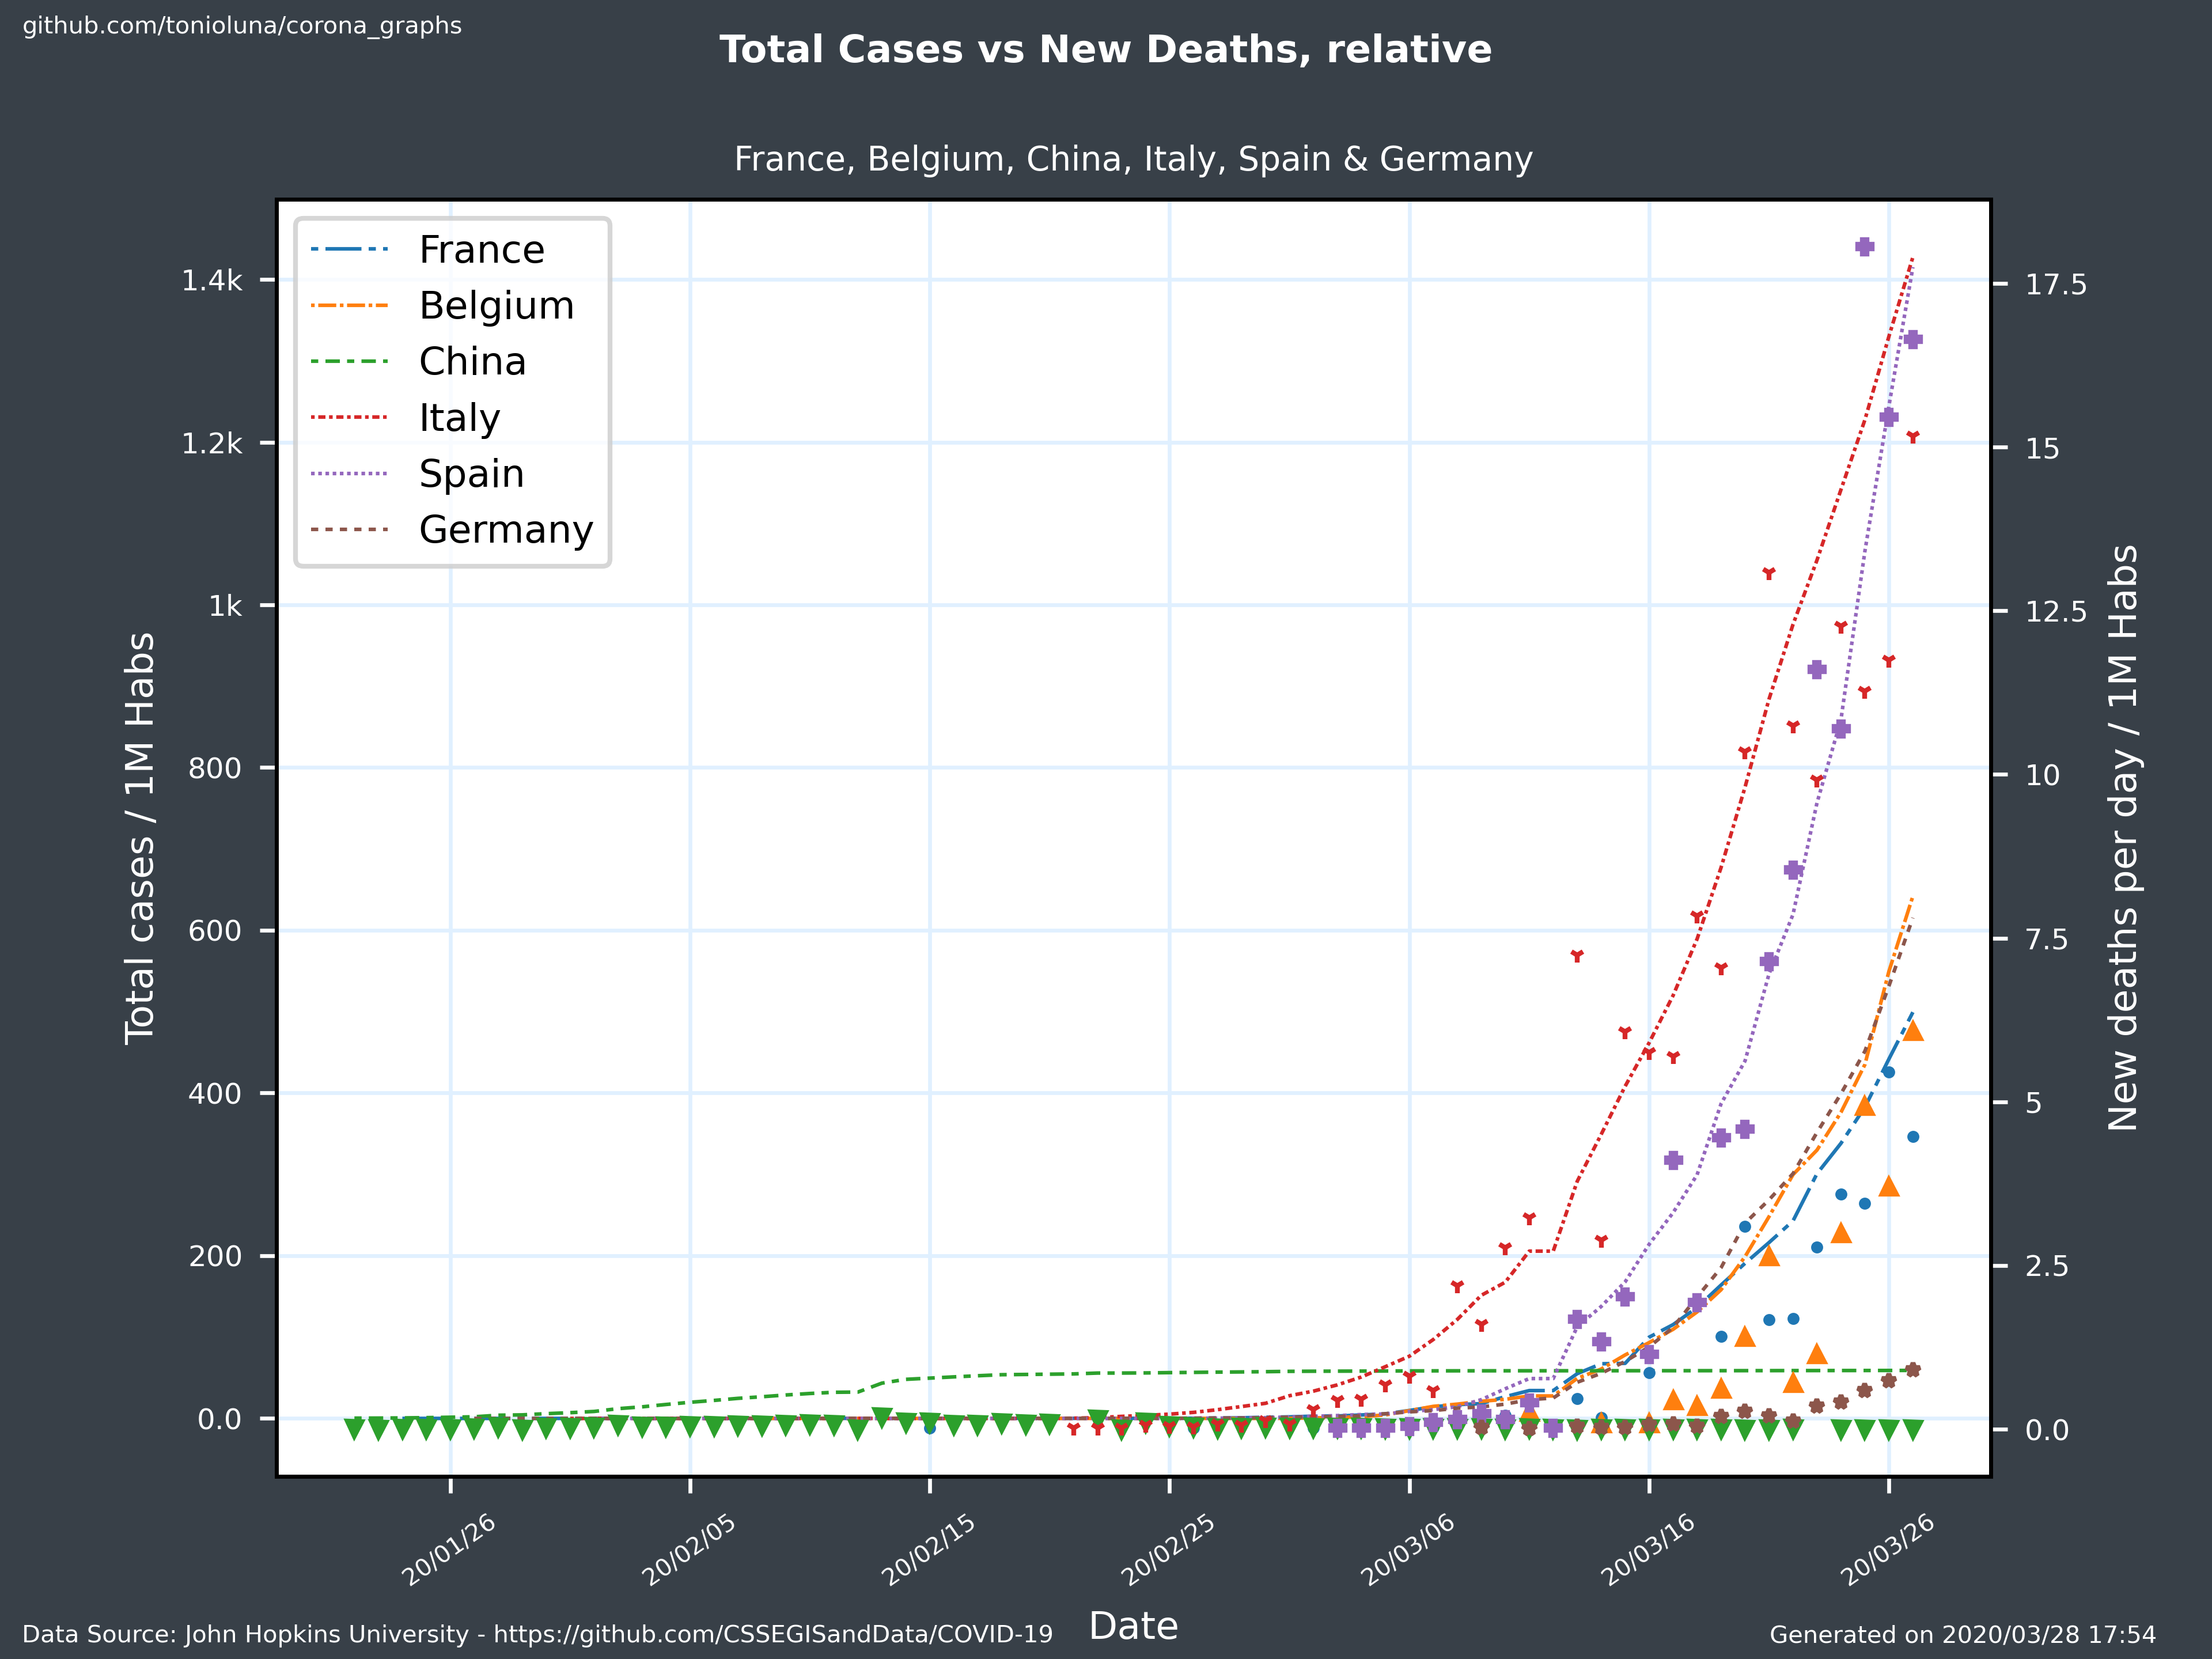 github.com/tonioluna/corona_graphs
Total Cases vs New Deaths, relative
France, Belgium, China, Italy, Spain & Germany
France
Belgium
China
Italy
Spain
Germany
1.4k
1.2k
1k
800
600
400
200
0.0
Total cases / 1M Habs
17.5
15
12.5
10
7.5
5
2.5
0.0
New deaths per day / 1M Habs
20/01/26
20/02/05
20/02/15
20/02/25
20/03/06
20/03/16
20/03/26
Date
Data Source: John Hopkins University - https://github.com/CSSEGISandData/COVID-19
Generated on 2020/03/28 17:54